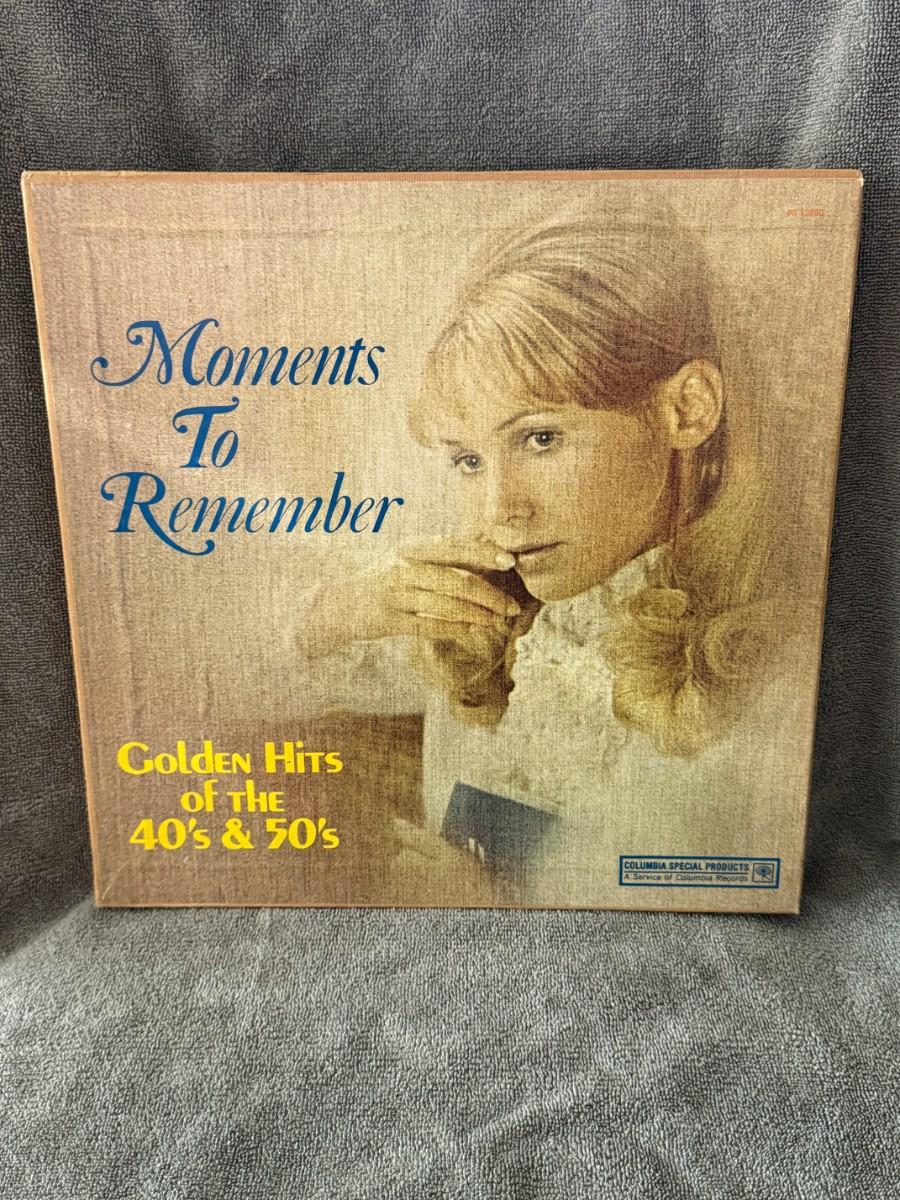 Moments
To
Remember
Golden Hits
of the
40's & 50's
COLUMBIA SPECIAL PRODUCTS
A Service of Columbia Records